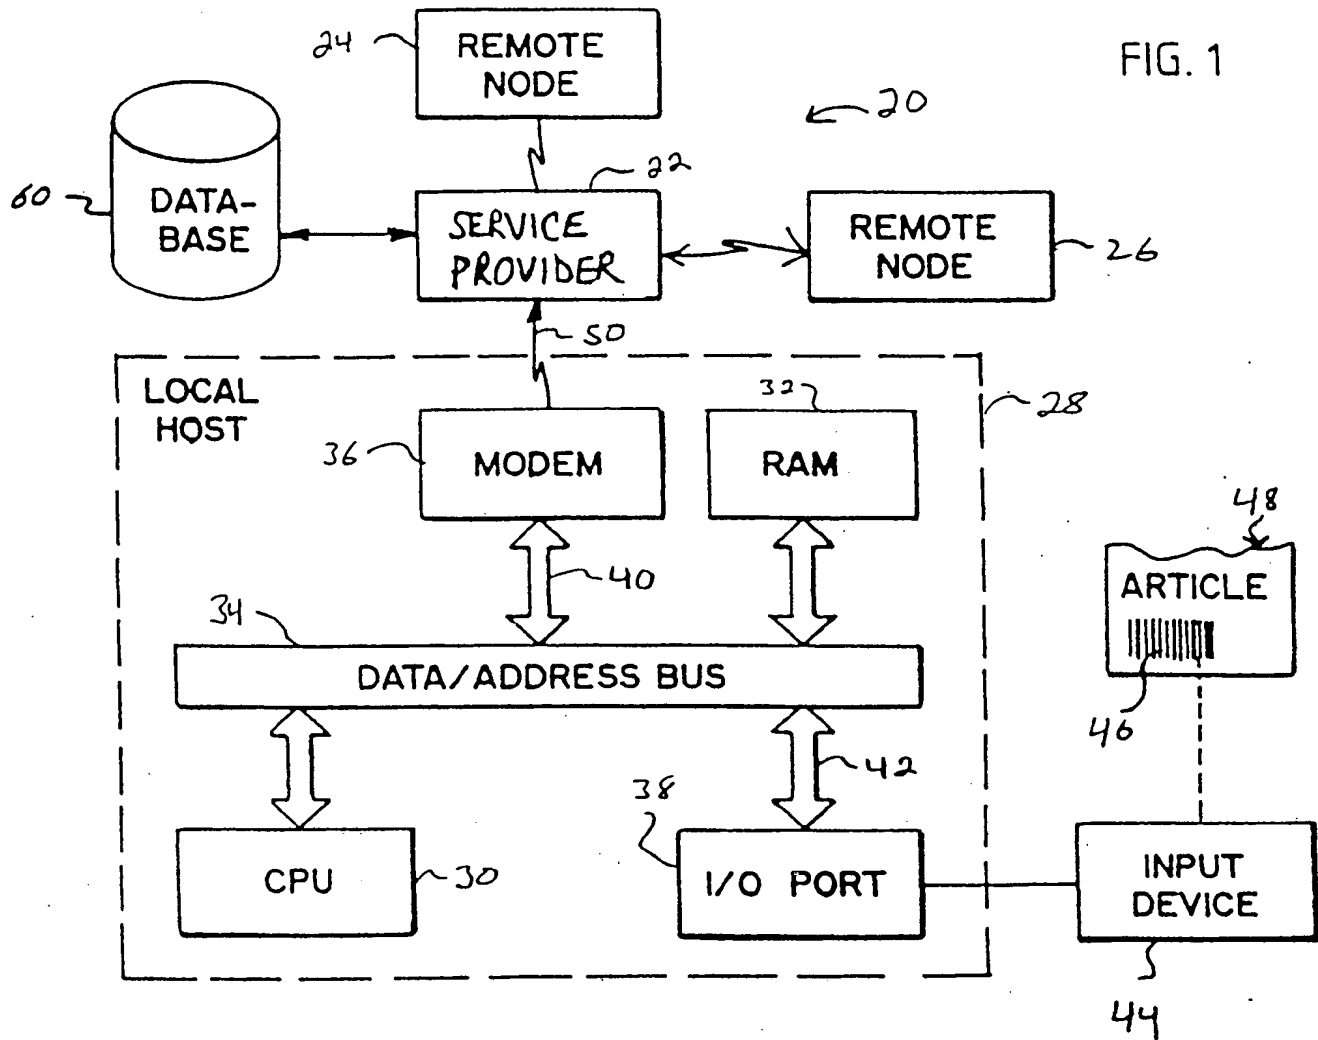 24
REMOTE
NODE
FIG. 1
20
60
DATA-
BASE
22
SERVICE
PROVIDER
REMOTE
NODE
26
50
LOCAL
HOST
28
36
MODEM
32
RAM
48
ARTICLE
46
40
34
DATA/ADDRESS BUS
42
38
CPU
30
I/O PORT
INPUT
DEVICE
44